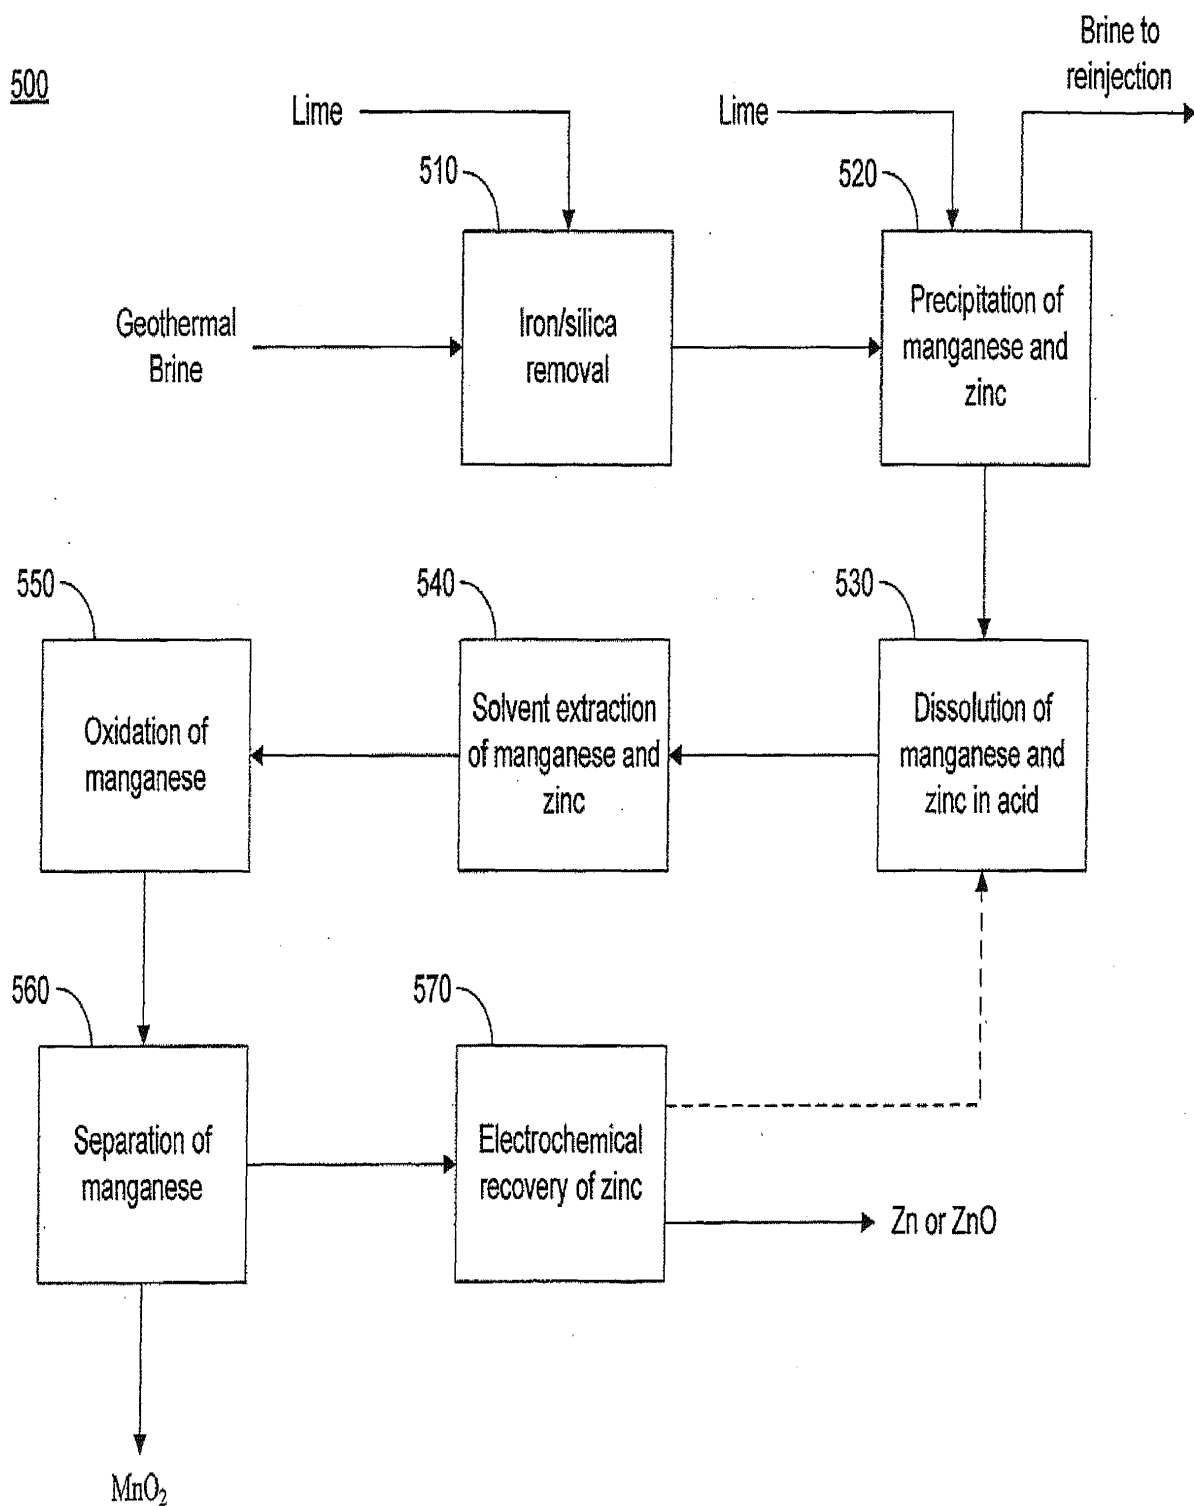 Brine to
reinjection
500
Lime
Lime
510
520
Geothermal
Brine
Iron/silica
removal
Precipitation of
manganese and
zinc
550
540
530
Oxidation of
manganese
Solvent extraction
of manganese and
zinc
Dissolution of
manganese and
zinc in acid
560
570
Separation of
manganese
Electrochemical
recovery of zinc
Zn or ZnO
MnO₂